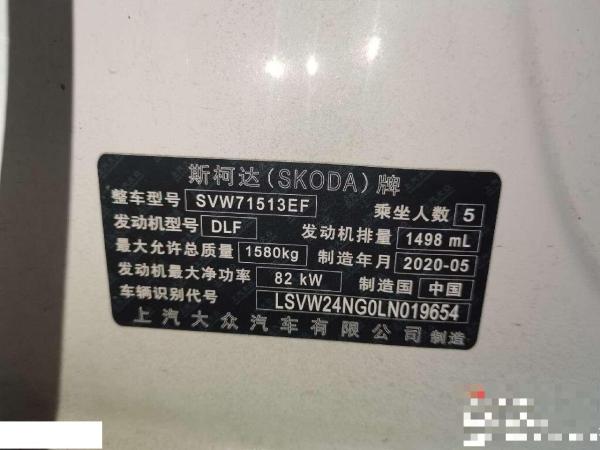 斯柯达(SKODA)牌
整车型号 SVW71513EF 乘坐人数 5
发动机型号 DLF 发动机排量 1498 mL
最大允许总质量 1580kg 制造年月 2020-05
发动机最大净功率 82 kW 制造国 中国
车辆识别代号 LSVW24NG0LN019654
上汽大众汽车有限公司制造